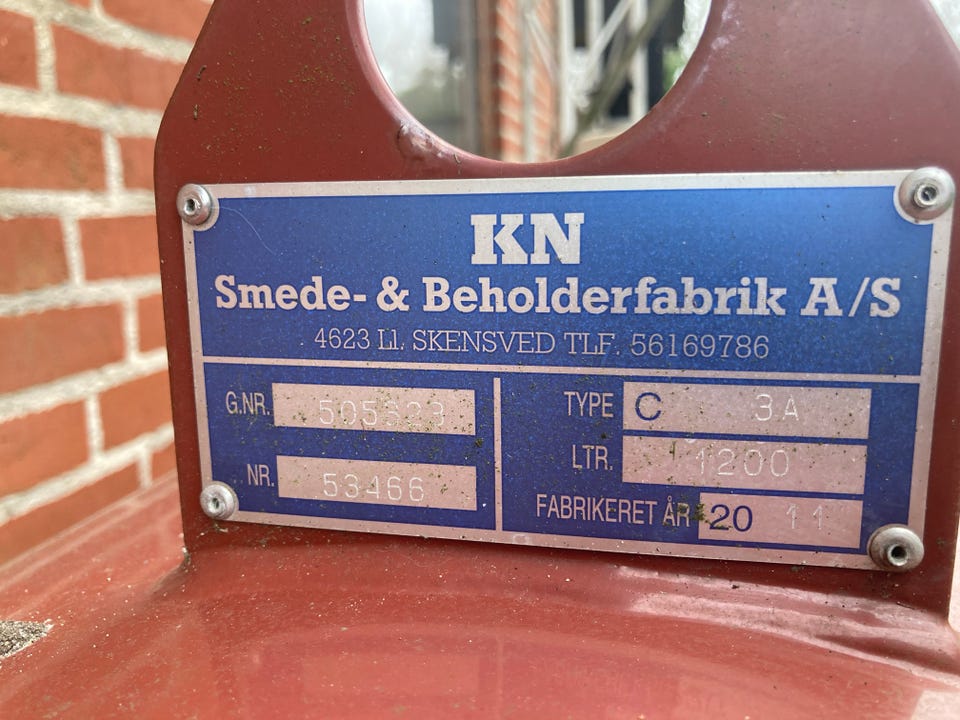 KN
Smede- & Beholderfabrik A/S
4623 Ll. SKENSVED TLF. 56169786
G.NR. 505323
NR. 53466
TYPE C 3A
LTR. 1200
FABRIKERET ÅR 20 11